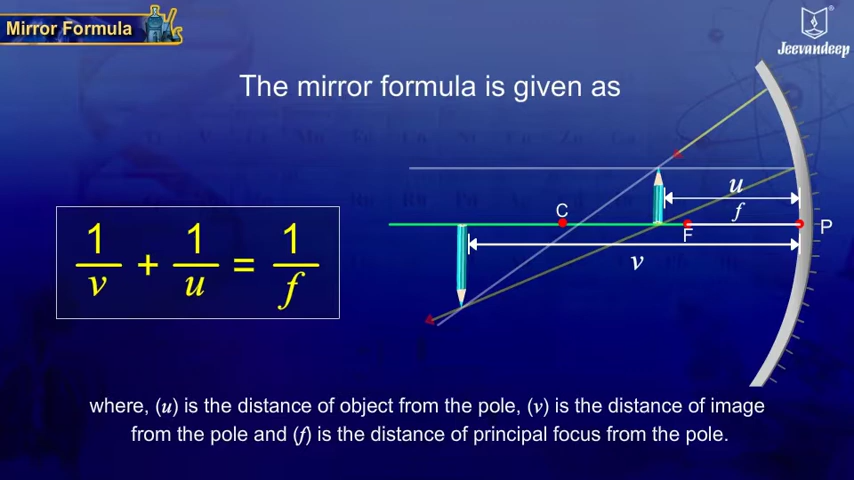 Mirror Formula
Jeevandeep
The mirror formula is given as
1/v + 1/u = 1/f
u
f
C
F
P
v
where, (u) is the distance of object from the pole, (v) is the distance of image
from the pole and (f) is the distance of principal focus from the pole.